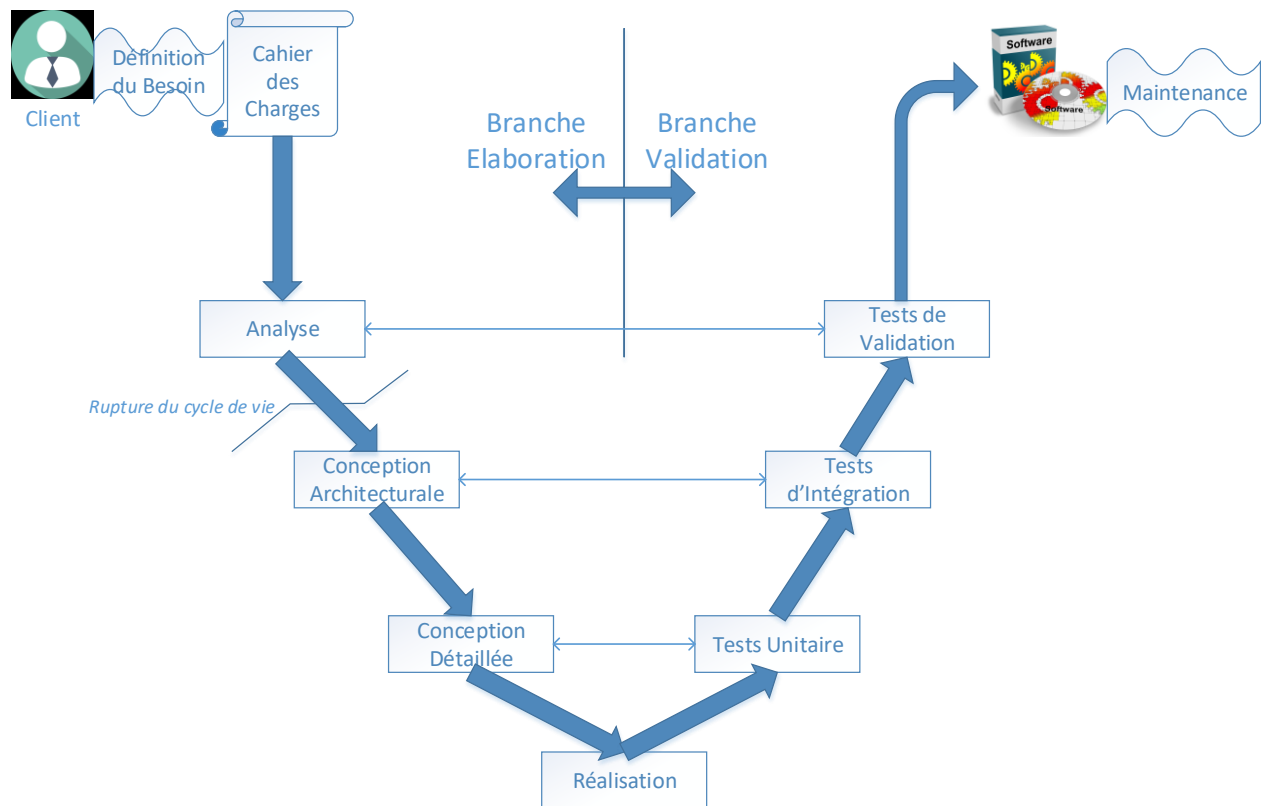 Définition
du Besoin
Cahier
des
Charges
Client
Branche
Elaboration
Branche
Validation
Software
Software
Maintenance
Analyse
Tests de
Validation
Rupture du cycle de vie
Conception
Architecturale
Tests
d’Intégration
Conception
Détaillée
Tests Unitaire
Réalisation